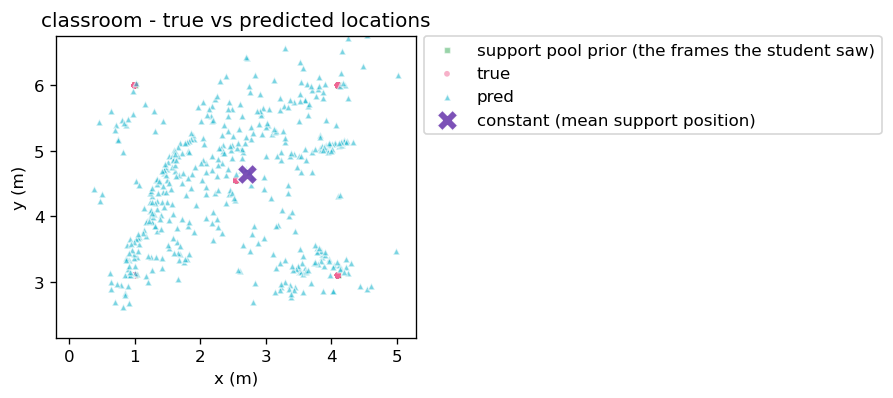 classroom - true vs predicted locations
support pool prior (the frames the student saw)
true
pred
constant (mean support position)
y (m)
6
5
4
3
0 1 2 3 4 5
x (m)